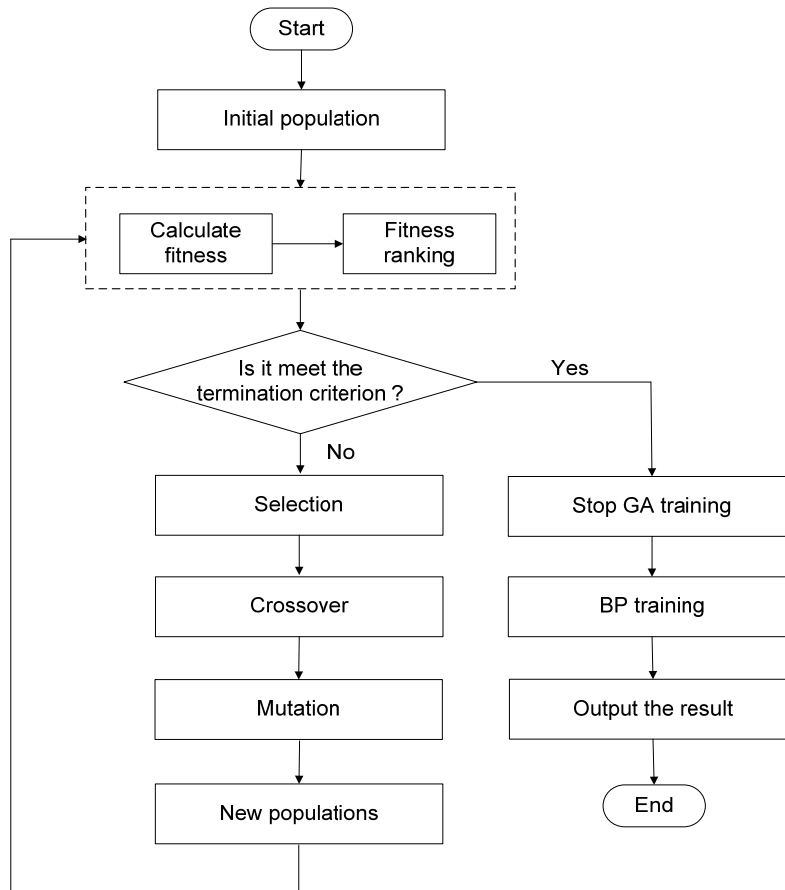 Start
Initial population
Calculate
fitness
Fitness
ranking
Is it meet the
termination criterion ?
Yes
No
Selection
Stop GA training
Crossover
BP training
Mutation
Output the result
New populations
End